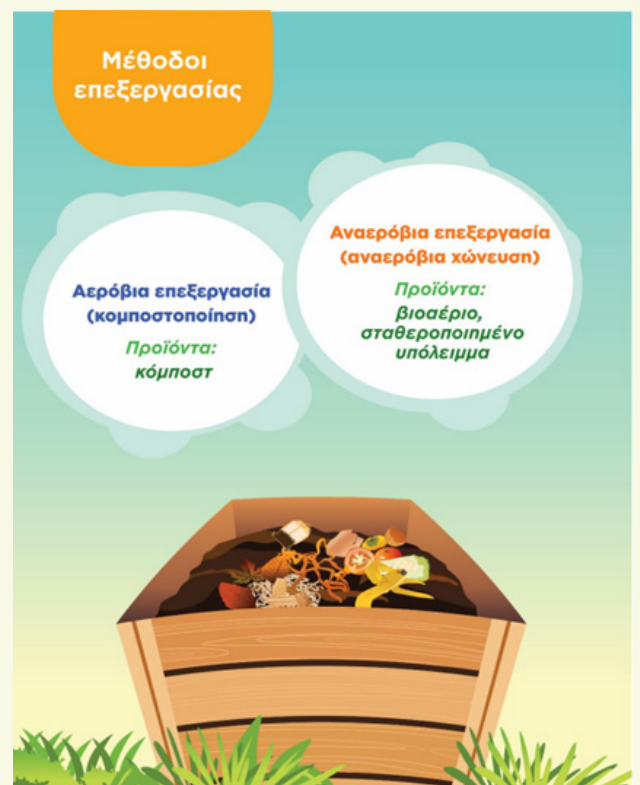 Μέθοδοι
επεξεργασίας
Αερόβια επεξεργασία
(κομποστοποίηση)
Προϊόντα:
κόμποστ
Αναερόβια επεξεργασία
(αναερόβια χώνευση)
Προϊόντα:
βιοαέριο,
σταθεροποιημένο
υπόλειμμα